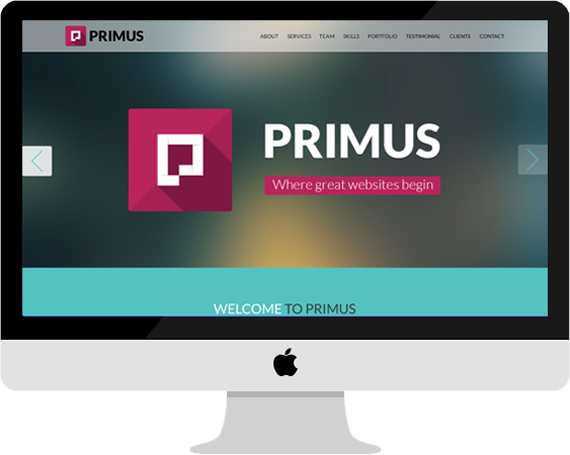 PRIMUS
ABOUT SERVICES TEAM SKILLS PORTFOLIO TESTIMONIAL CLIENTS CONTACT
PRIMUS
Where great websites begin
WELCOME TO PRIMUS